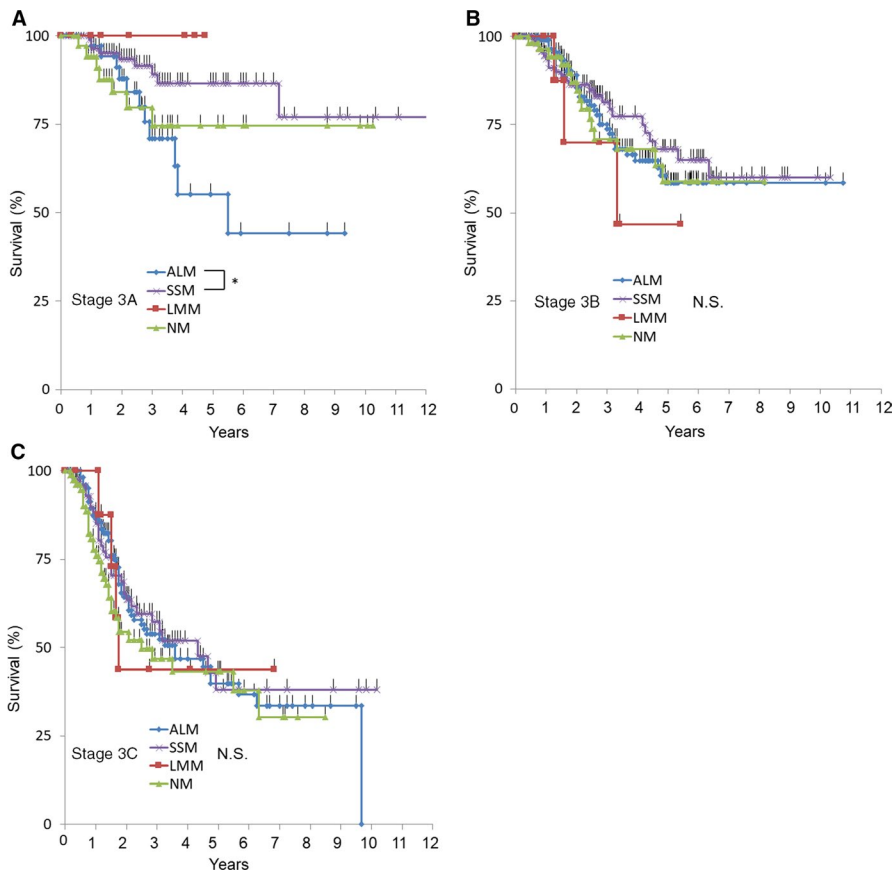 A
100
75
50
25
0
Survival (%)
ALM
SSM
LMM
NM
*
Stage 3A
0 1 2 3 4 5 6 7 8 9 10 11 12
Years
B
100
75
50
25
0
Survival (%)
ALM
SSM
LMM
NM
Stage 3B
N.S.
0 1 2 3 4 5 6 7 8 9 10 11 12
Years
C
100
75
50
25
0
Survival (%)
ALM
SSM
LMM
NM
Stage 3C
N.S.
0 1 2 3 4 5 6 7 8 9 10 11 12
Years